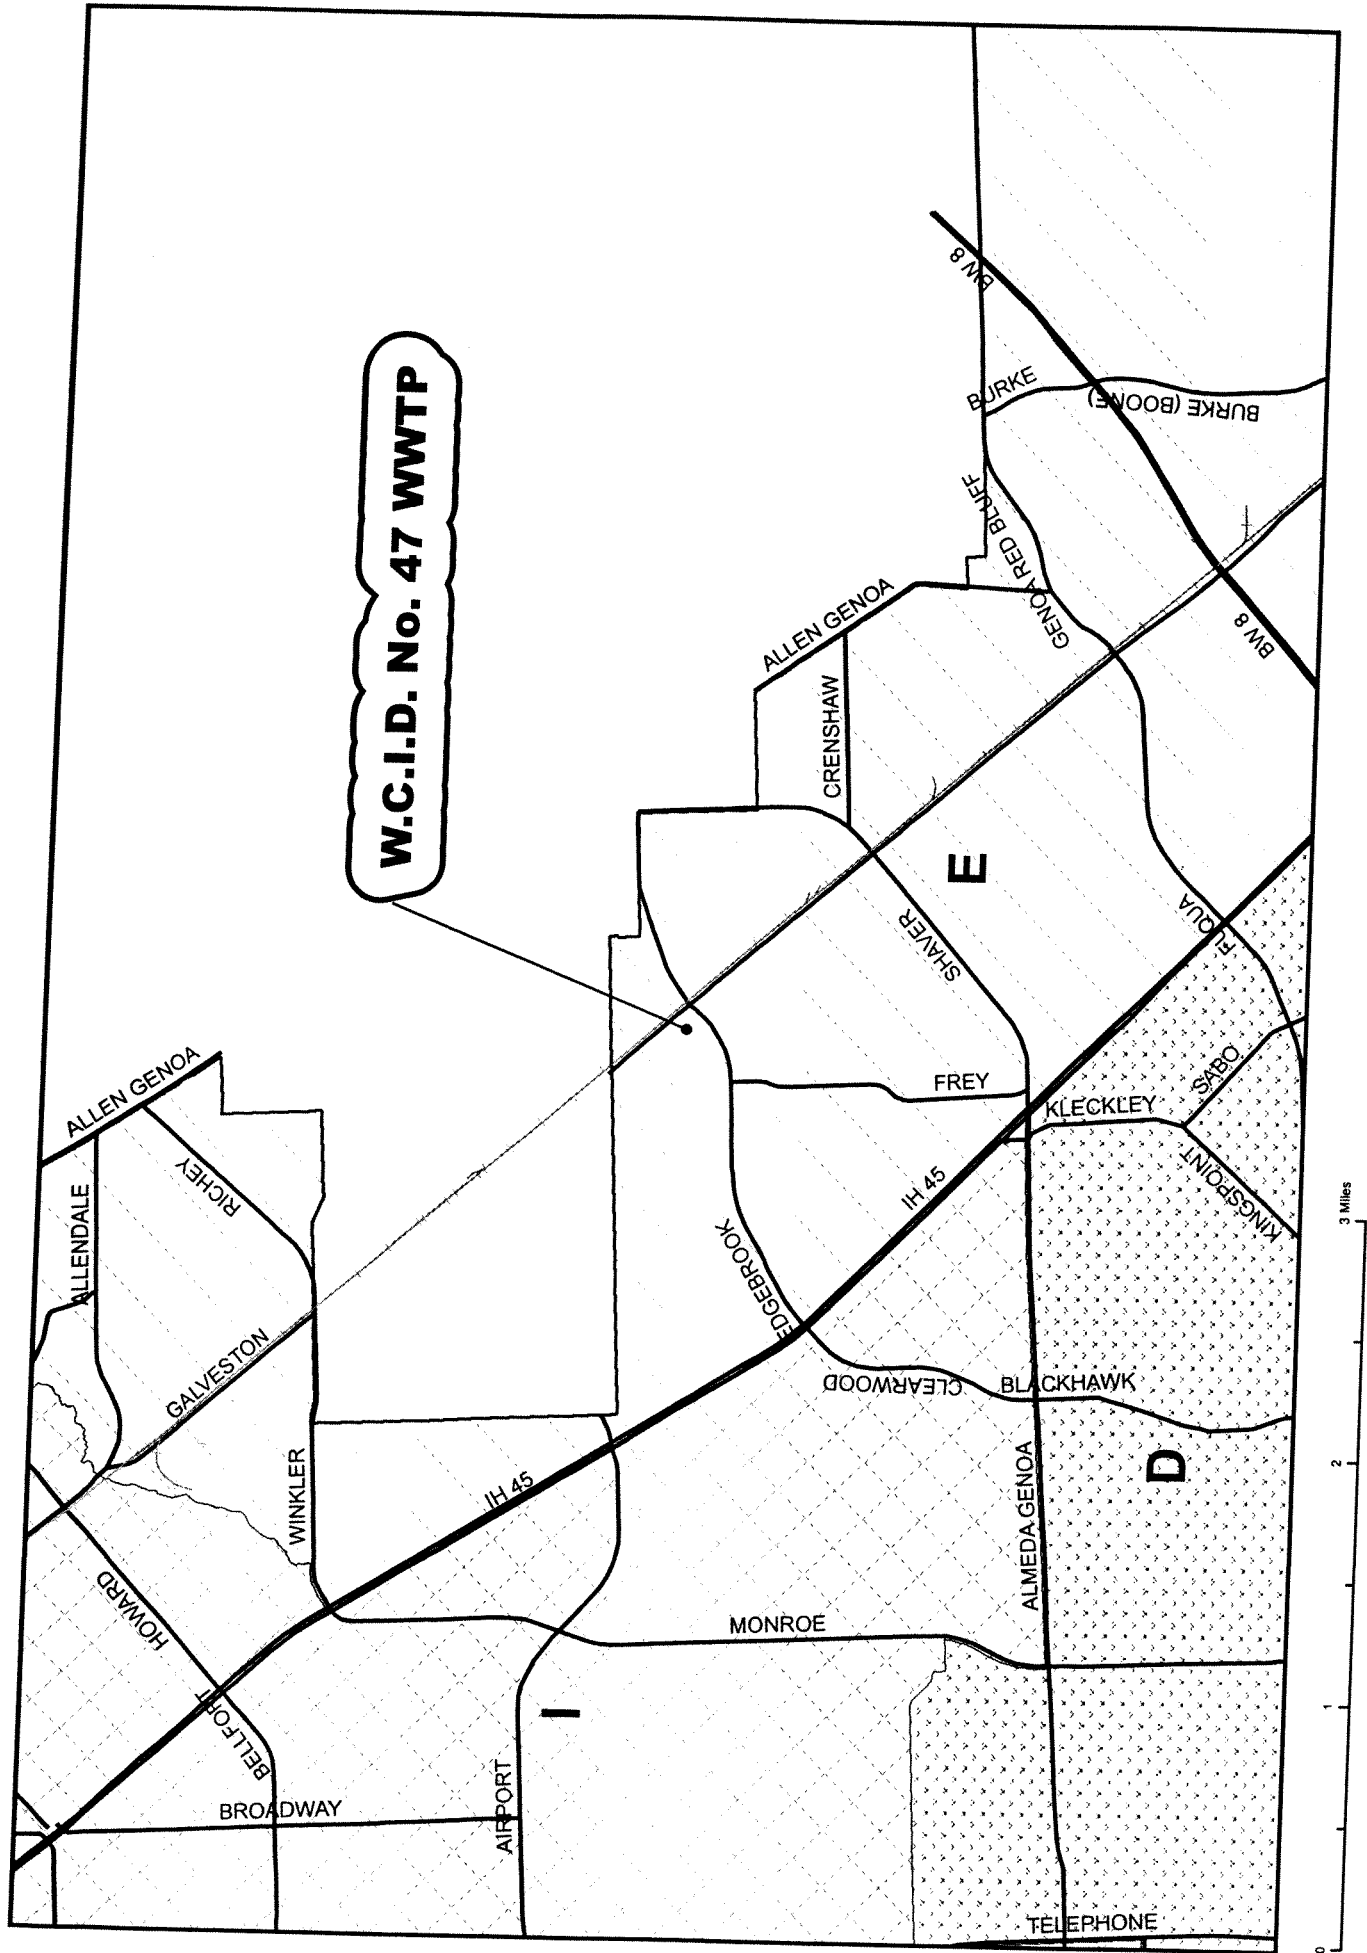 W.C.I.D. No. 47 WWTP
ALLEN GENOA
ALLENDALE
RICHEY
GALVESTON
HOWARD
WINKLER
IH 45
BELLFORT
BROADWAY
AIRPORT
I
MONROE
EDGEBROOK
CLEARWOOD
BLACKHAWK
IH 45
FREY
SHAVER
CRENSHAW
ALLEN GENOA
GENOA RED BLUFF
BURKE
BURKE (BOONE)
BW 8
BW 8
E
FUQUA
KLECKLEY
SABO
KINGSPOINT
ALMEDA GENOA
D
TELEPHONE
0
1
2
3 Miles